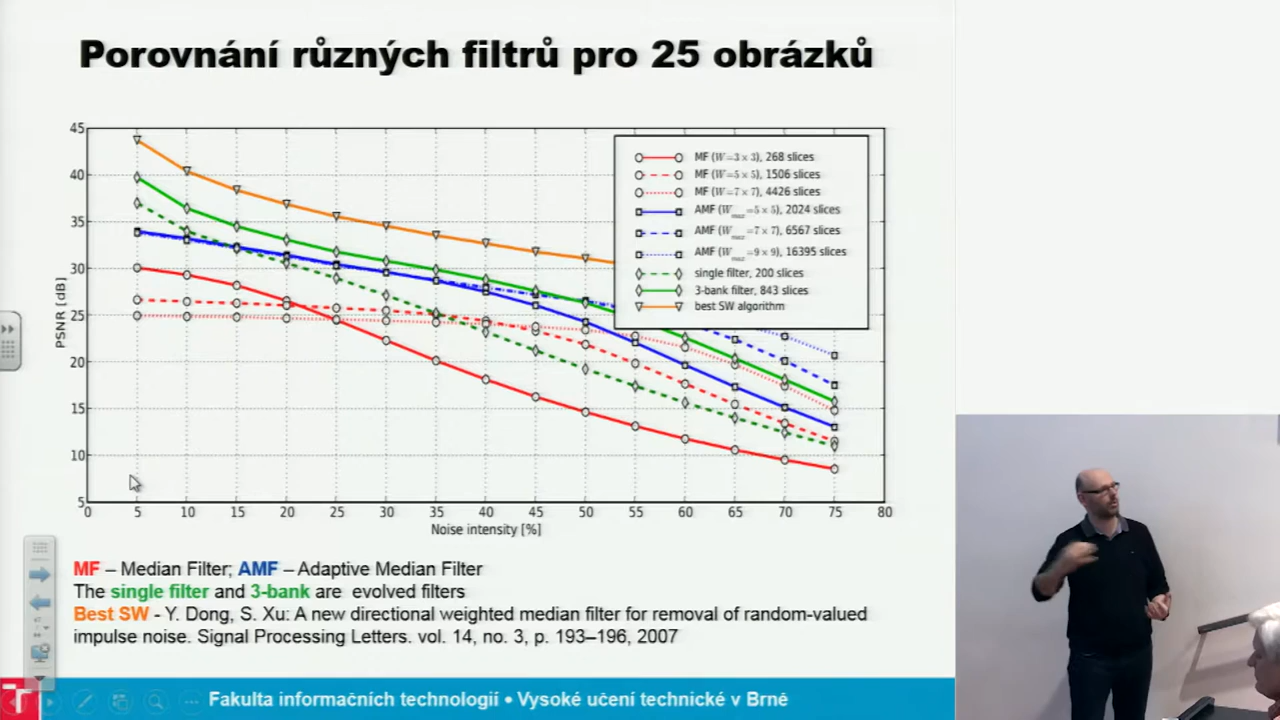 Porovnání různých filtrů pro 25 obrázků
45
40
35
30
25
20
15
10
5
PSNR [dB]
0 5 10 15 20 25 30 35 40 45 50 55 60 65 70 75 80
Noise intensity [%]
MF (W=3 × 3), 268 slices
MF (W=5 × 5), 1506 slices
MF (W=7 × 7), 4426 slices
AMF (Wmax=5 × 5), 2024 slices
AMF (Wmax=7 × 7), 6567 slices
AMF (Wmax=9 × 9), 16395 slices
single filter, 200 slices
3-bank filter, 843 slices
best SW algorithm
MF – Median Filter; AMF – Adaptive Median Filter
The single filter and 3-bank are evolved filters
Best SW - Y. Dong, S. Xu: A new directional weighted median filter for removal of random-valued
impulse noise. Signal Processing Letters. vol. 14, no. 3, p. 193–196, 2007
Fakulta informačních technologií • Vysoké učení technické v Brně